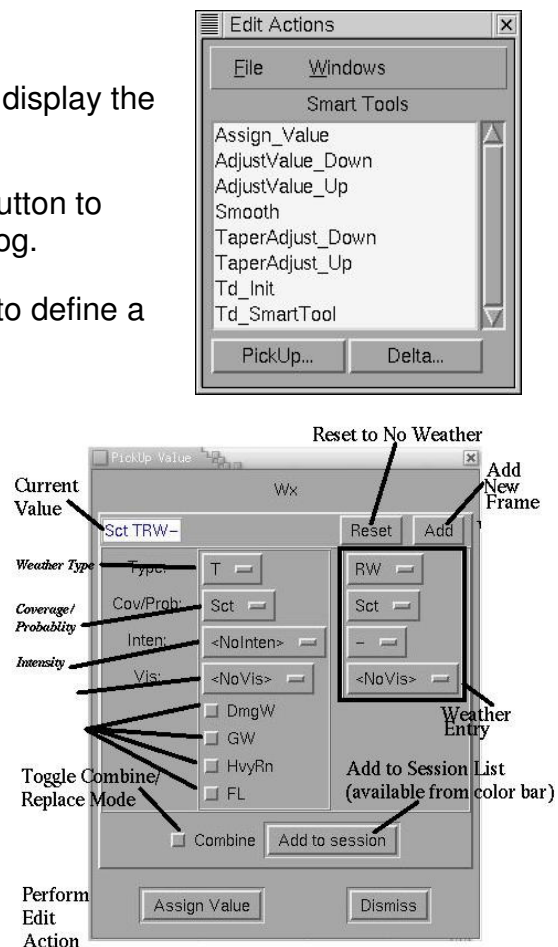 display the
utton to
og.
to define a
Edit Actions
File Windows
Smart Tools
Assign_Value
AdjustValue_Down
AdjustValue_Up
Smooth
TaperAdjust_Down
TaperAdjust_Up
Td_Init
Td_SmartTool
PickUp... Delta...
Reset to No Weather
PickUp Value
Current
Value
Wx
Add
New
Frame
Sct TRW-
Reset Add
Weather Type
Type: T RW
Coverage/
Probablity
Cov/Prob: Sct Sct
Intensity
Inten: <NoInten> -
Vis: <NoVis> <NoVis>
DmgW
GW
HvyRn
FL
Weather
Entry
Toggle Combine/
Replace Mode
Add to Session List
(available from color bar)
Combine Add to session
Perform
Edit
Action
Assign Value Dismiss